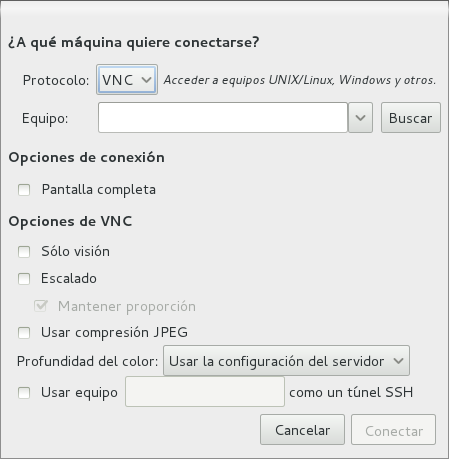 ¿A qué máquina quiere conectarse?
Protocolo: VNC Acceder a equipos UNIX/Linux, Windows y otros.
Equipo: Buscar
Opciones de conexión
Pantalla completa
Opciones de VNC
Sólo visión
Escalado
Mantener proporción
Usar compresión JPEG
Profundidad del color: Usar la configuración del servidor
Usar equipo como un túnel SSH
Cancelar Conectar